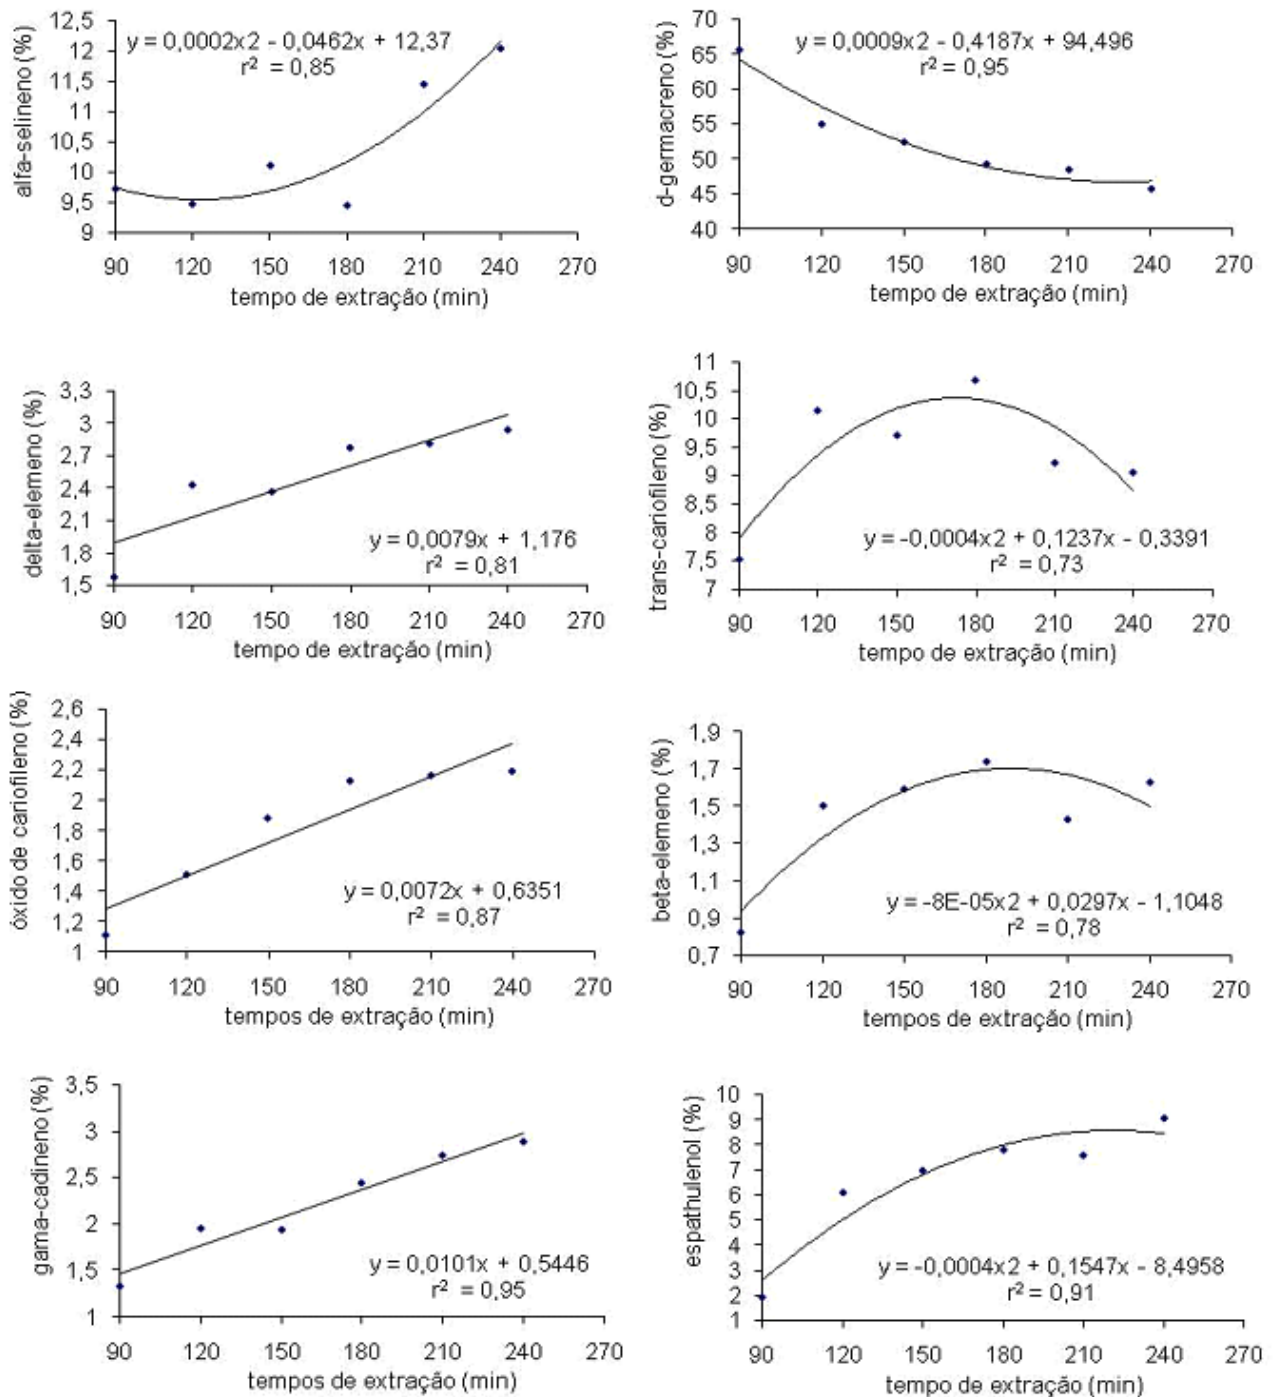 alfa-selineno (%)
12,5
12
11,5
11
10,5
10
9,5
9
y = 0,0002x2 - 0,0462x + 12,37
r² = 0,85
90 120 150 180 210 240 270
tempo de extração (min)
d-germacreno (%)
70
65
60
55
50
45
40
y = 0,0009x2 - 0,4187x + 94,496
r² = 0,95
90 120 150 180 210 240 270
tempo de extração (min)
delta-elemeno (%)
3,3
3
2,7
2,4
2,1
1,8
1,5
y = 0,0079x + 1,176
r² = 0,81
90 120 150 180 210 240 270
tempo de extração (min)
trans-cariofileno (%)
11
10,5
10
9,5
9
8,5
8
7,5
7
y = -0,0004x2 + 0,1237x - 0,3391
r² = 0,73
90 120 150 180 210 240 270
tempo de extração (min)
óxido de cariofileno (%)
2,6
2,4
2,2
2
1,8
1,6
1,4
1,2
1
y = 0,0072x + 0,6351
r² = 0,87
90 120 150 180 210 240 270
tempos de extração (min)
beta-elemeno (%)
1,9
1,7
1,5
1,3
1,1
0,9
0,7
y = -8E-05x2 + 0,0297x - 1,1048
r² = 0,78
90 120 150 180 210 240 270
tempos de extração (min)
gama-cadineno (%)
3,5
3
2,5
2
1,5
1
y = 0,0101x + 0,5446
r² = 0,95
90 120 150 180 210 240 270
tempos de extração (min)
espathulenol (%)
10
9
8
7
6
5
4
3
2
1
y = -0,0004x2 + 0,1547x - 8,4958
r² = 0,91
90 120 150 180 210 240 270
tempo de extração (min)